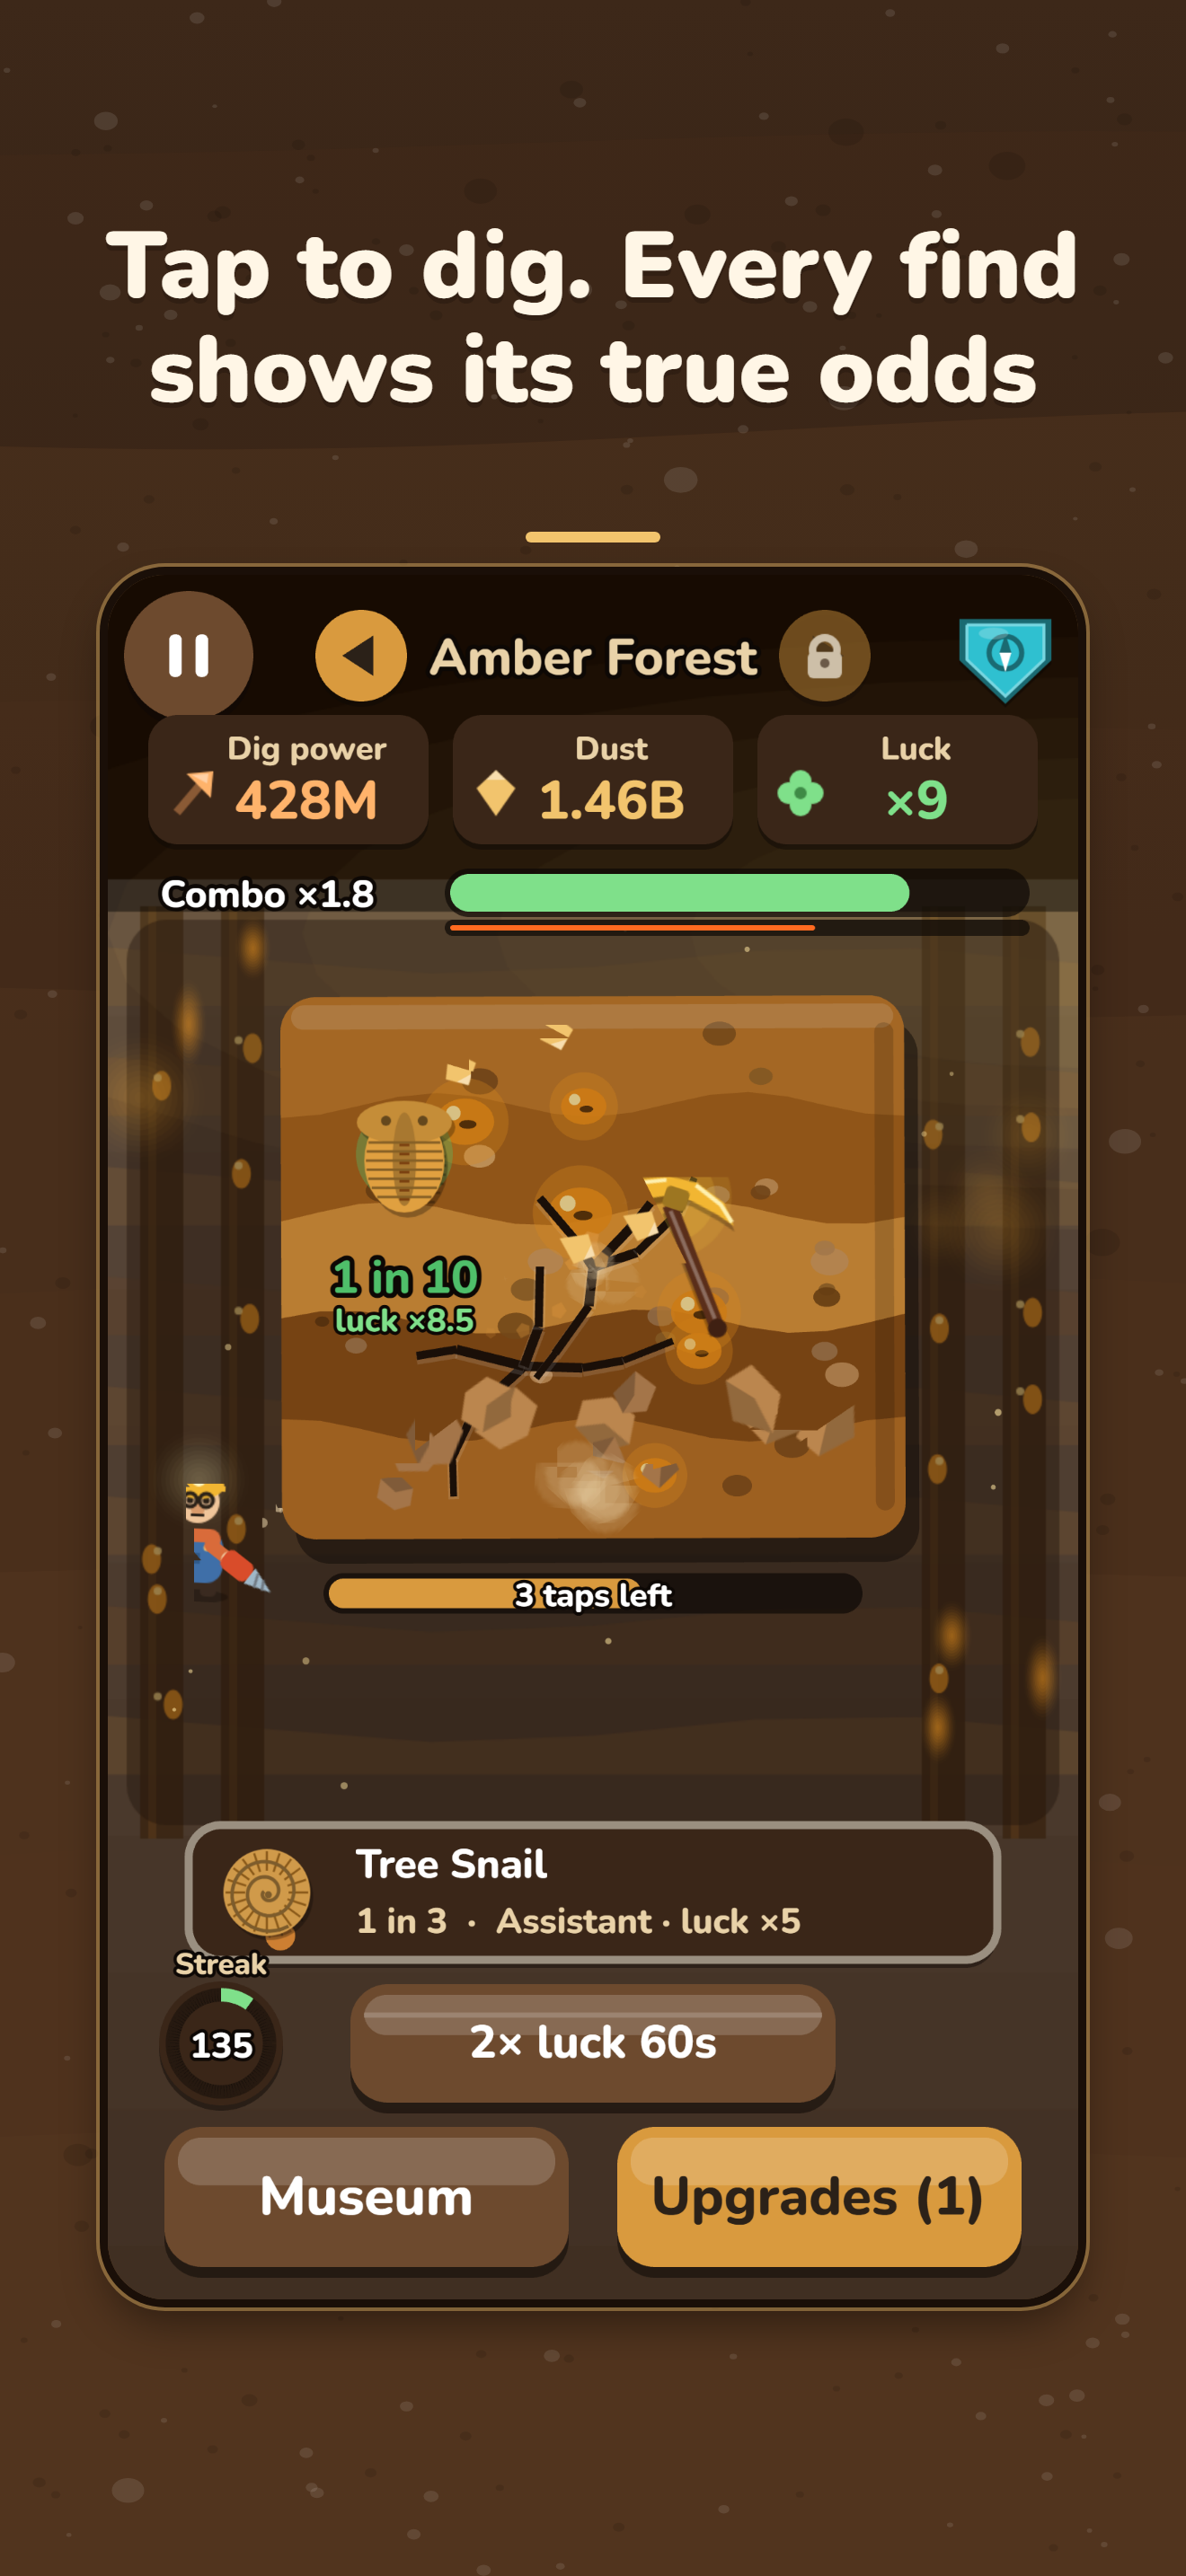 Tap to dig. Every find
shows its true odds
Amber Forest
Dig power
428M
Dust
1.46B
Luck
×9
Combo ×1.8
1 in 10
luck ×8.5
3 taps left
Tree Snail
1 in 3 · Assistant · luck ×5
Streak
135
2× luck 60s
Museum
Upgrades (1)